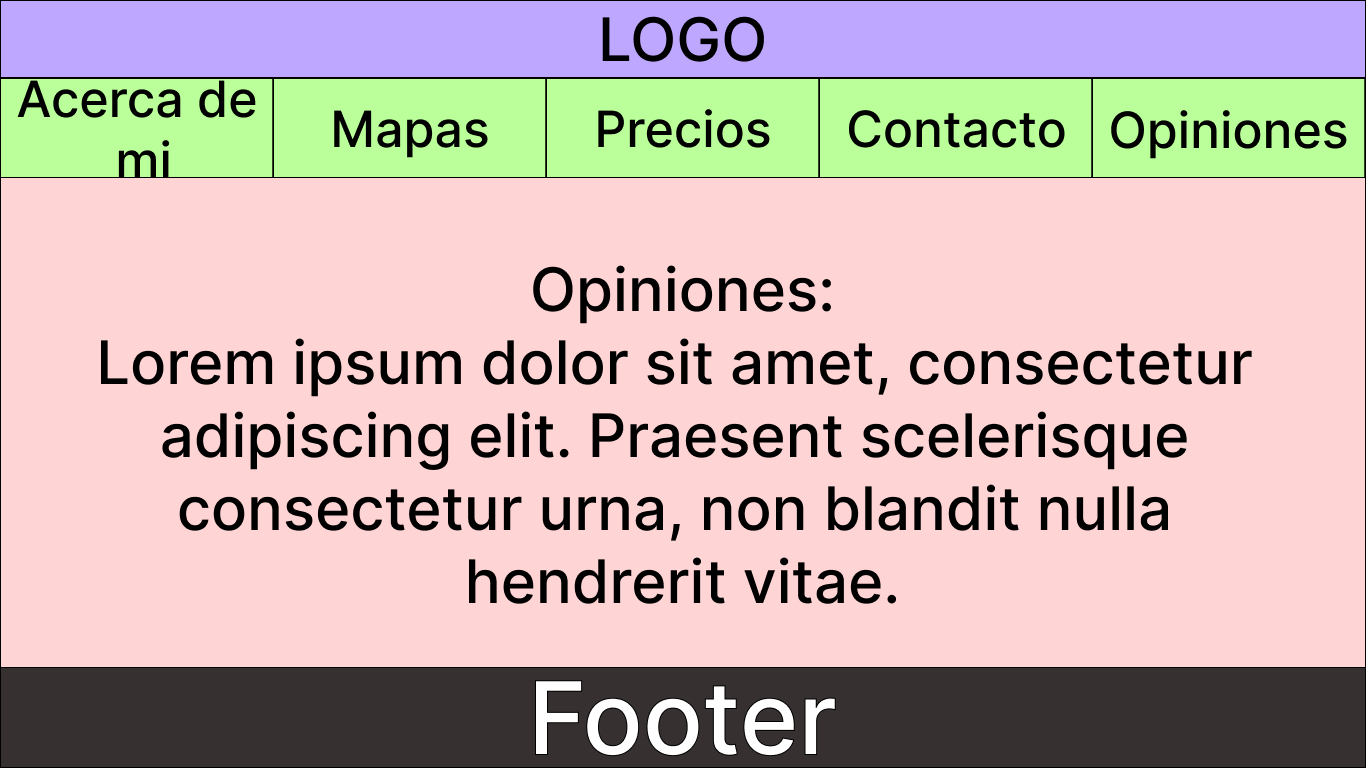 LOGO
Acerca de
mi
Mapas
Precios
Contacto
Opiniones
Opiniones:
Lorem ipsum dolor sit amet, consectetur
adipiscing elit. Praesent scelerisque
consectetur urna, non blandit nulla
hendrerit vitae.
Footer